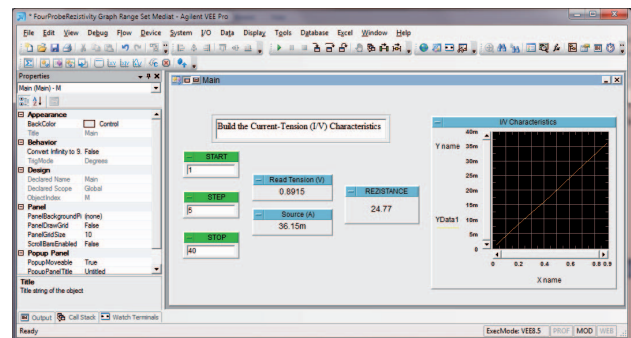 * FourProbeRezistivity Graph Range Set Mediat - Agilent VEE Pro
File Edit View Debug Flow Device System I/O Data Display Tools Database Excel Window Help
Properties
Main (Main) - M
Appearance
BackColor Control
Title Main
Behavior
Convert Infinity to 9. False
TrigMode Degrees
Design
Declared Name Main
Declared Scope Global
ObjectIndex M
Panel
PanelBackgroundPi (none)
PanelDrawGrid False
PanelGridSize 10
ScrollBarsEnabled False
Popup Panel
PopupMoveable True
PopupPanelTitle Untitled
Title
Title string of the object
Output Call Stack Watch Terminals
Ready
Main
Build the Current-Tension (I/V) Characteristics
START
1
STEP
5
STOP
40
Read Tension (V)
0.8915
Source (A)
36.15m
REZISTANCE
24.77
I/V Characteristics
Y name
YData1
40m
35m
30m
25m
20m
15m
10m
5m
0
0 0.2 0.4 0.6 0.8 0.9
X name
ExecMode: VEE8.5 PROF MOD WEB